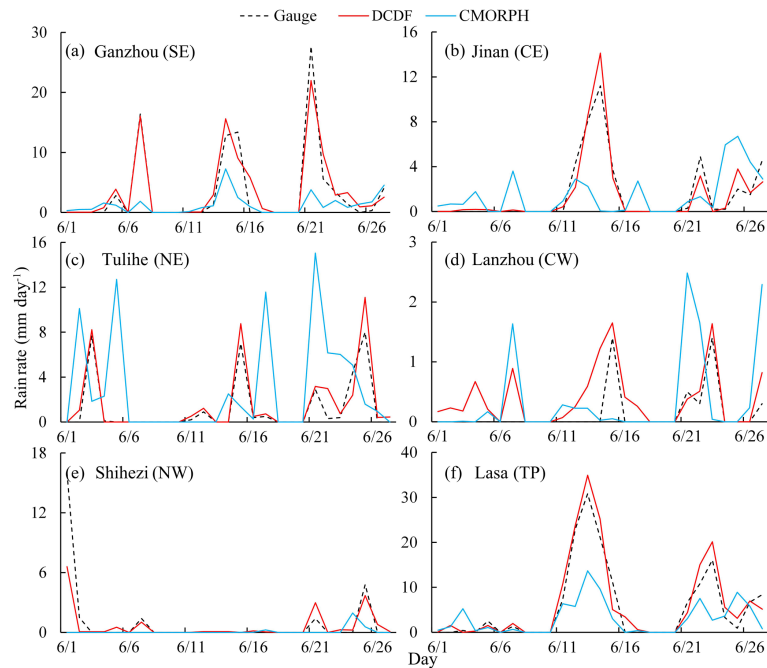 Gauge DCDF CMORPH
(a) Ganzhou (SE)
30
20
10
0
6/1 6/6 6/11 6/16 6/21 6/26
(b) Jinan (CE)
16
12
8
4
0
6/1 6/6 6/11 6/16 6/21 6/26
Rain rate (mm day-1)
(c) Tulihe (NE)
16
12
8
4
0
6/1 6/6 6/11 6/16 6/21 6/26
(d) Lanzhou (CW)
3
2
1
0
6/1 6/6 6/11 6/16 6/21 6/26
(e) Shihezi (NW)
18
12
6
0
6/1 6/6 6/11 6/16 6/21 6/26
(f) Lasa (TP)
40
30
20
10
0
6/1 6/6 6/11 6/16 6/21 6/26
Day